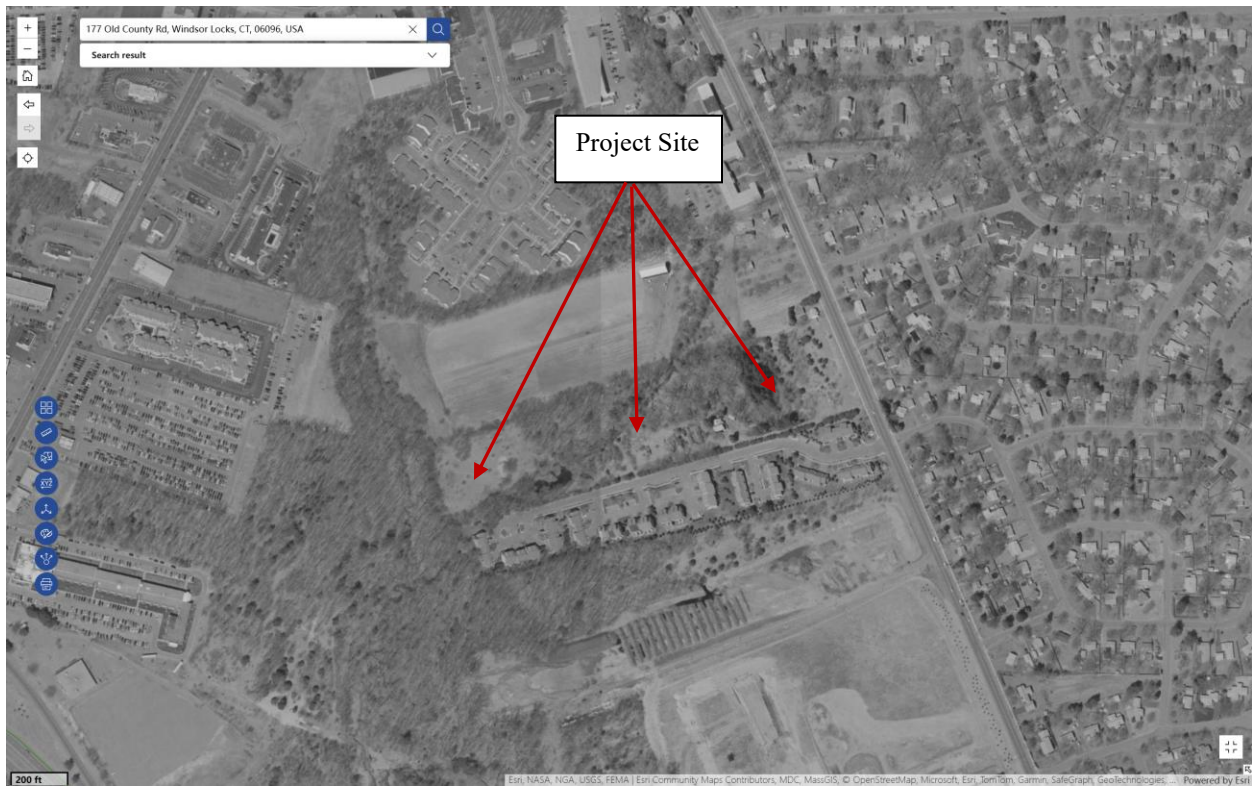 177 Old County Rd, Windsor Locks, CT, 06096, USA
Search result
Project Site
200 ft
Esri, NASA, NGA, USGS, FEMA | Esri Community Maps Contributors, MDC, MassGIS, © OpenStreetMap, Microsoft, Esri, TomTom, Garmin, SafeGraph, GeoTechnologies, ... Powered by Esri